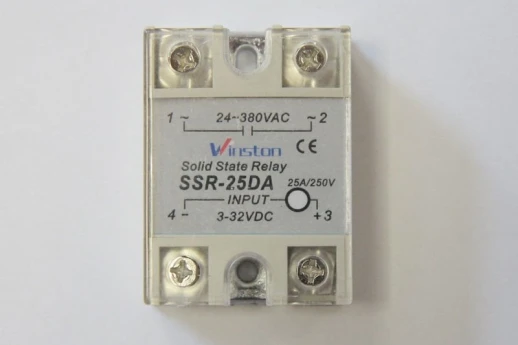 1 ~ 24~380VAC ~ 2
Winston CE
Solid State Relay
SSR-25DA 25A/250V
INPUT
4 - 3-32VDC +3